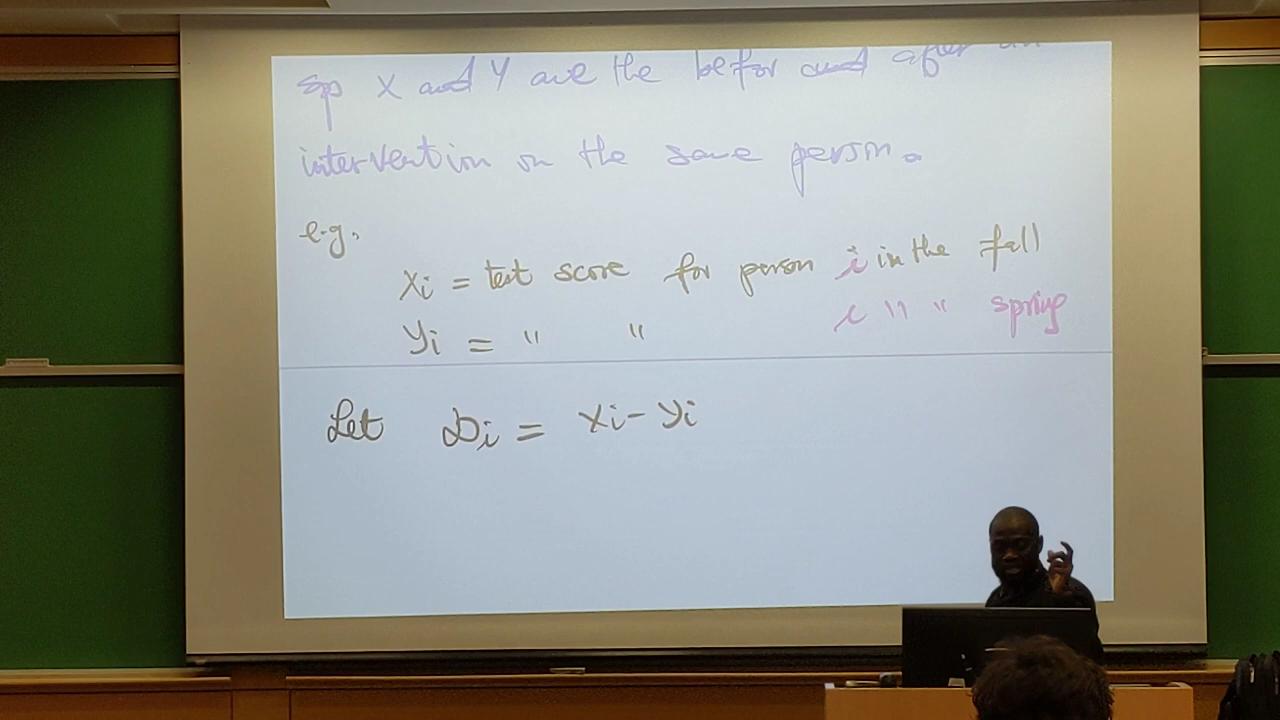 Sp X and Y are the befor and after an
intervention on the same person.
e.g.
Xi = test score for person i in the fall
Yi = " " i " " spring
Let Di = Xi - Yi